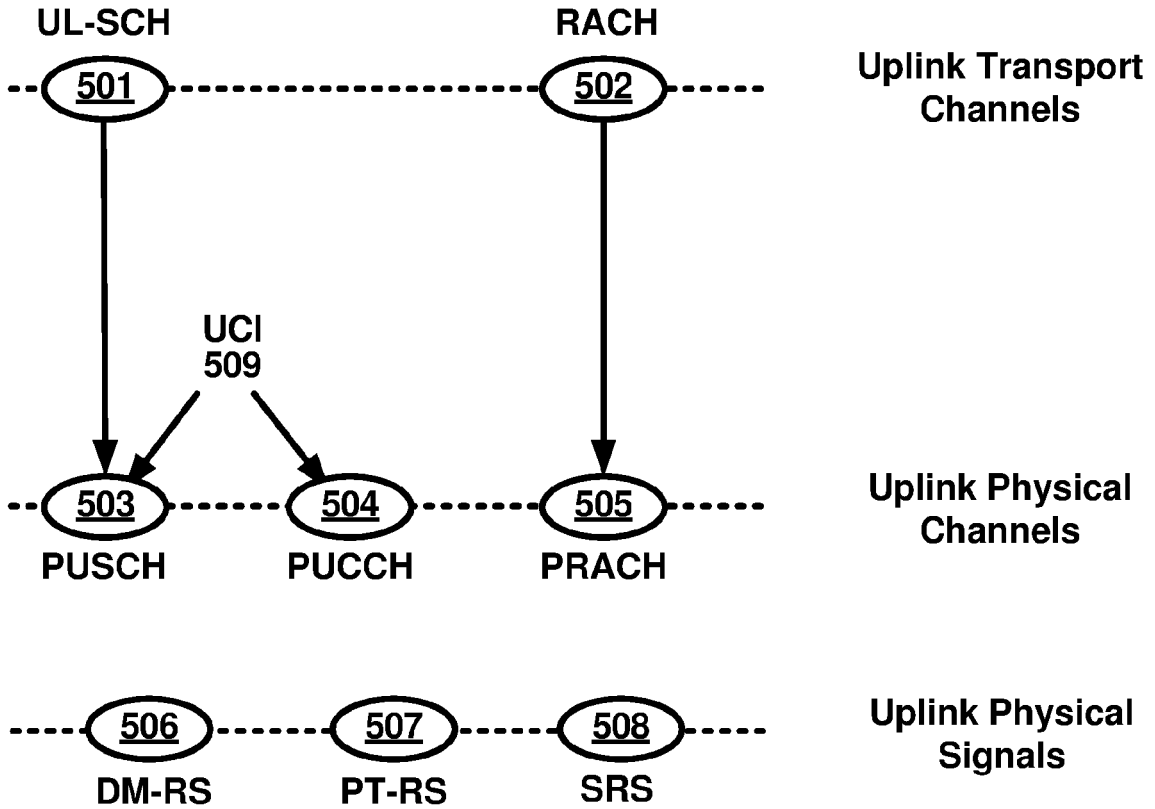 UL-SCH
RACH
501
502
Uplink Transport
Channels
UCI
509
503
504
505
Uplink Physical
Channels
PUSCH
PUCCH
PRACH
506
507
508
Uplink Physical
Signals
DM-RS
PT-RS
SRS